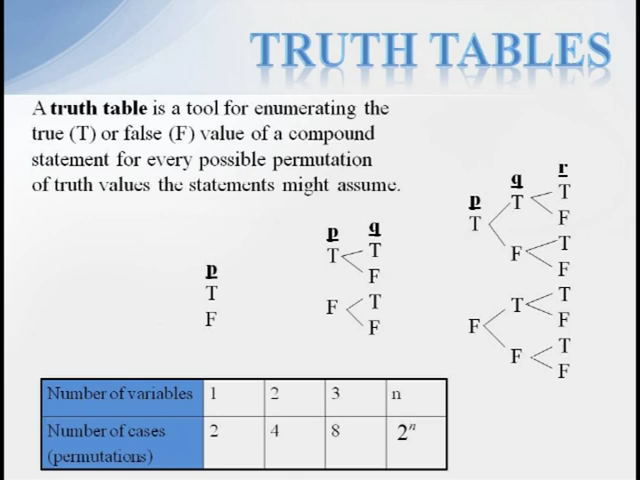 TRUTH TABLES
A truth table is a tool for enumerating the
true (T) or false (F) value of a compound
statement for every possible permutation
of truth values the statements might assume.
p
T
F
p q
T T
F
F T
F
p q r
T T T
F
F T
F
F T T
F
F T
F
Number of variables 1 2 3 n
Number of cases 2 4 8 2ⁿ
(permutations)